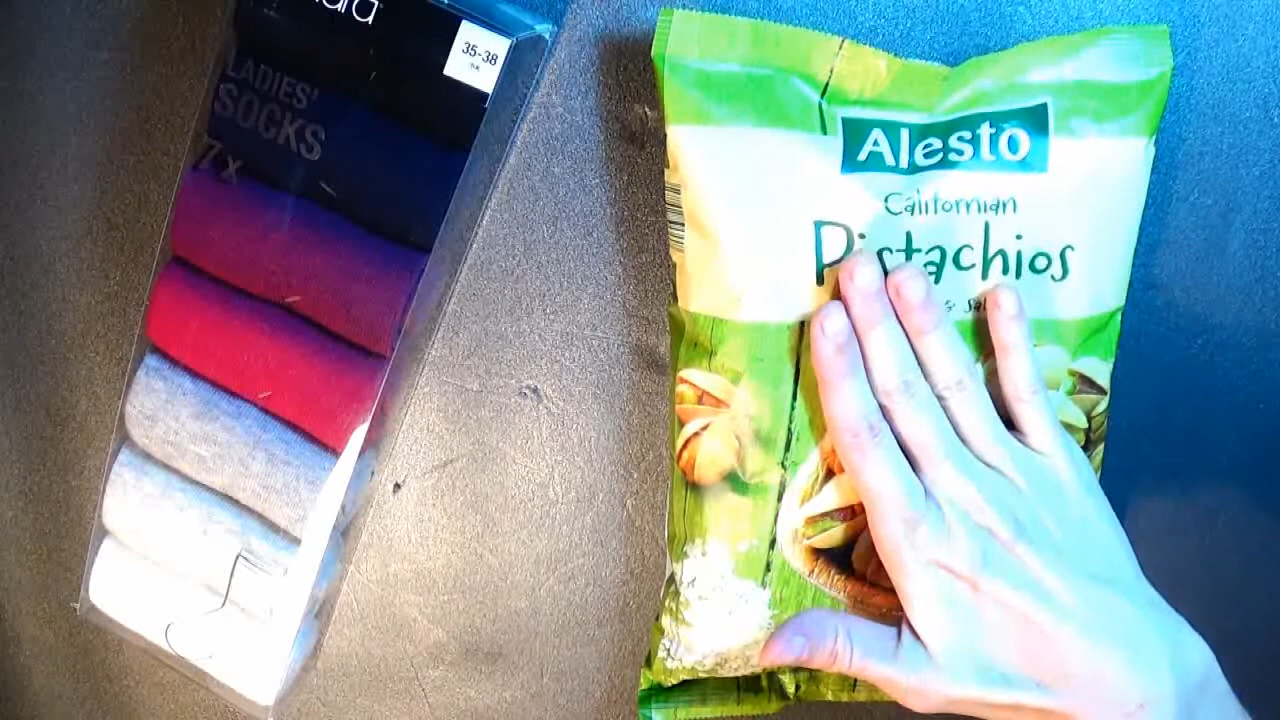 35-38
LADIES'
SOCKS
7 x
Alesto
Californian
Pistachios
&